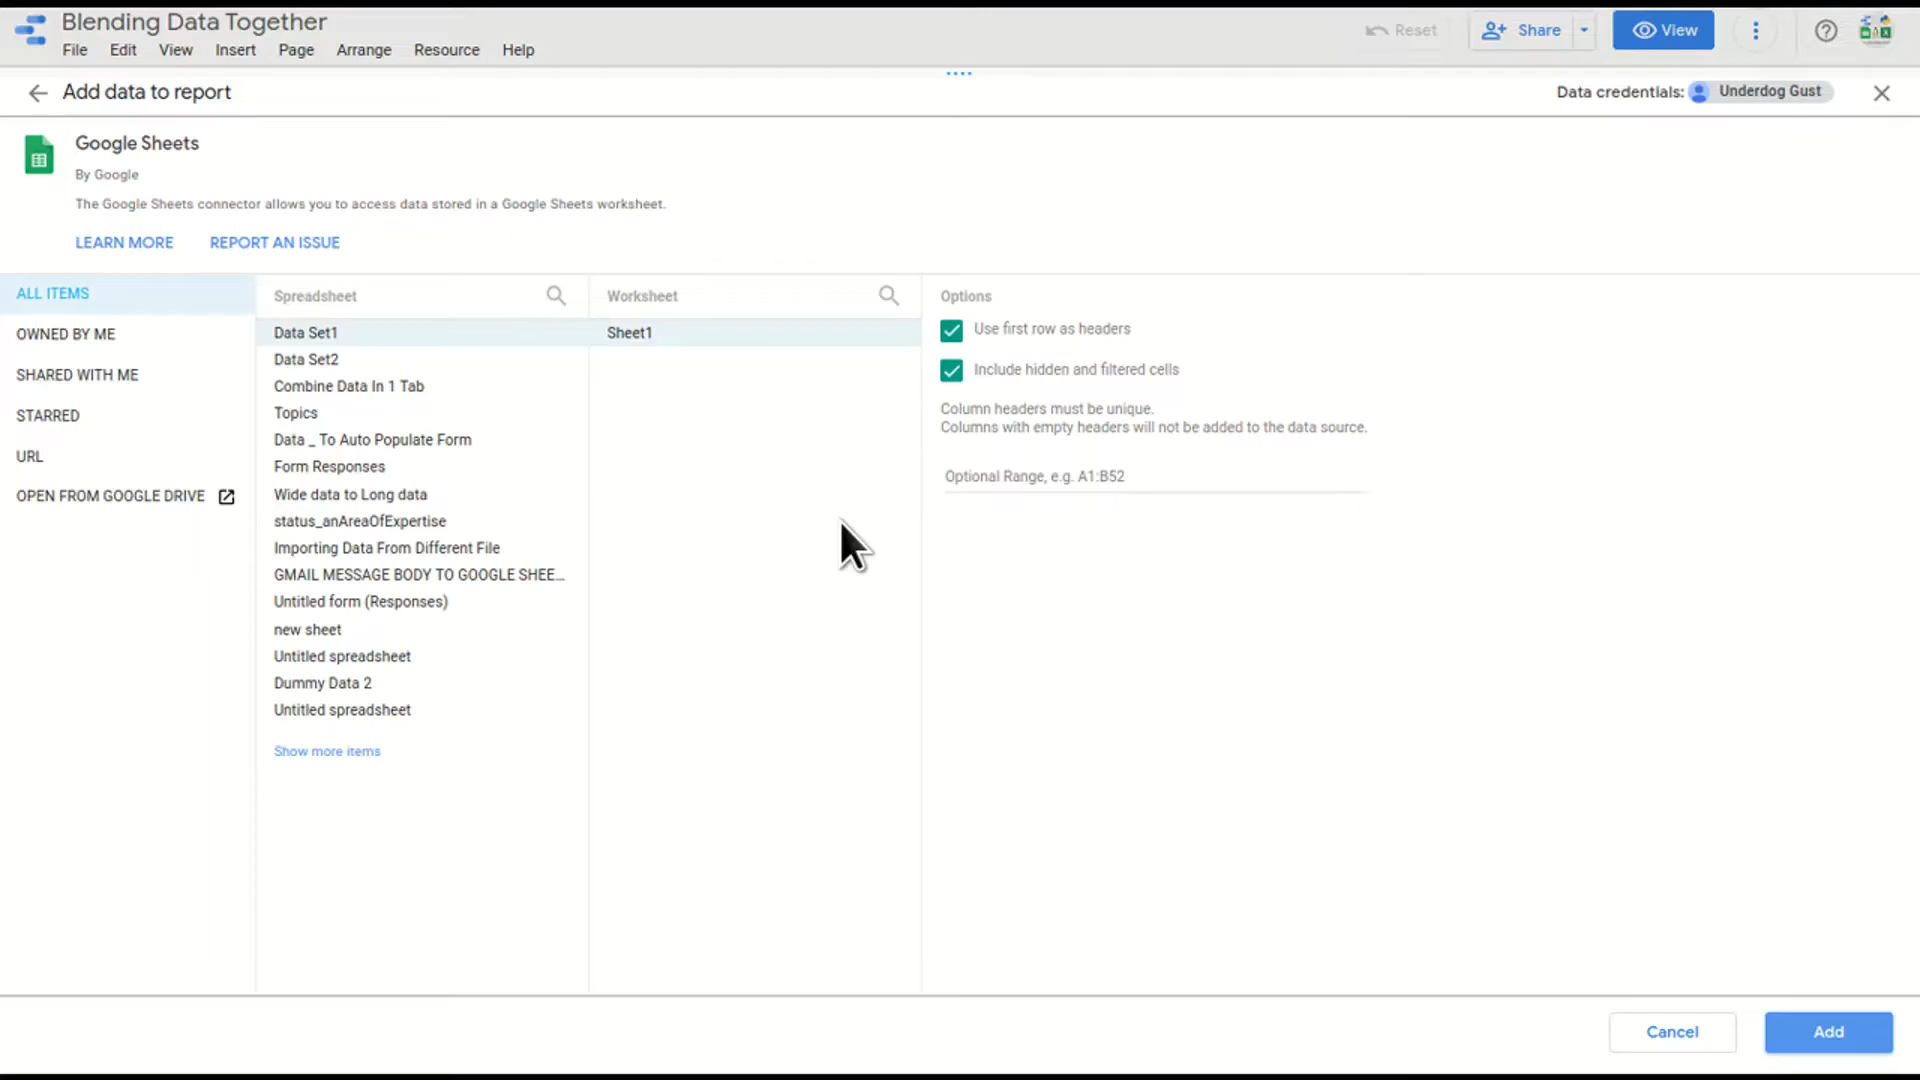 Blending Data Together
File Edit View Insert Page Arrange Resource Help
Reset
Share
View
Add data to report
Data credentials: Underdog Gust
Google Sheets
By Google
The Google Sheets connector allows you to access data stored in a Google Sheets worksheet.
LEARN MORE REPORT AN ISSUE
ALL ITEMS
OWNED BY ME
SHARED WITH ME
STARRED
URL
OPEN FROM GOOGLE DRIVE
Spreadsheet
Data Set1
Data Set2
Combine Data In 1 Tab
Topics
Data _ To Auto Populate Form
Form Responses
Wide data to Long data
status_anAreaOfExpertise
Importing Data From Different File
GMAIL MESSAGE BODY TO GOOGLE SHEE...
Untitled form (Responses)
new sheet
Untitled spreadsheet
Dummy Data 2
Untitled spreadsheet
Show more items
Worksheet
Sheet1
Options
Use first row as headers
Include hidden and filtered cells
Column headers must be unique.
Columns with empty headers will not be added to the data source.
Optional Range, e.g. A1:B52
Cancel
Add